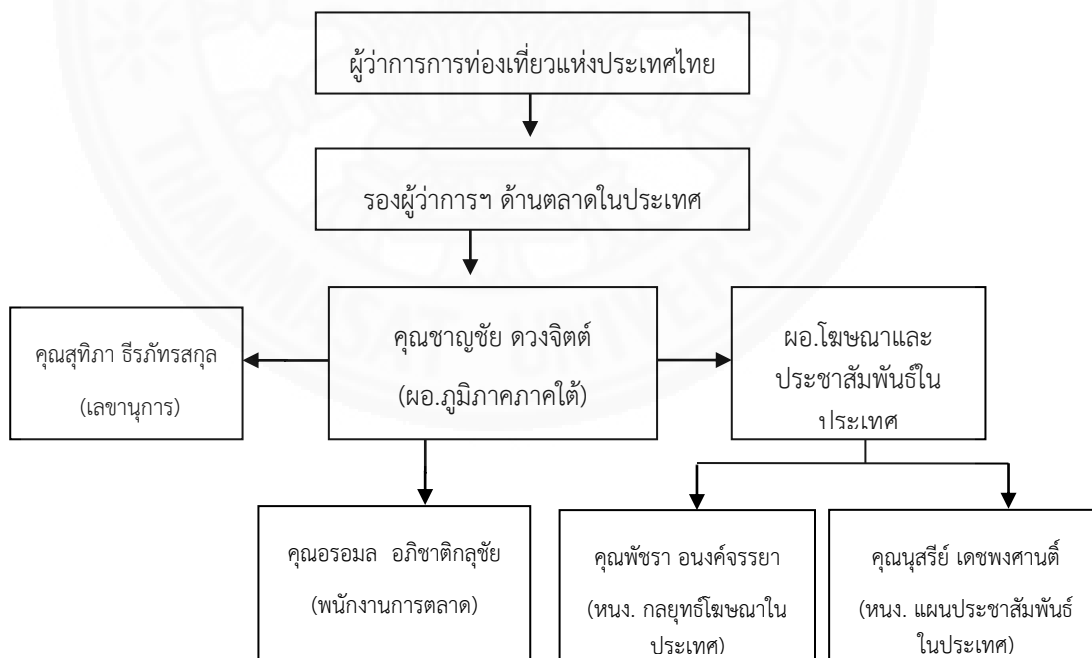 ผู้ว่าการการท่องเที่ยวแห่งประเทศไทย
รองผู้ว่าการฯ ด้านตลาดในประเทศ
คุณสุทิภา ธีรภัทรสกุล
(เลขานุการ)
คุณชาญชัย ดวงจิตต์
(ผอ.ภูมิภาคภาคใต้)
ผอ.โฆษณาและ
ประชาสัมพันธ์ใน
ประเทศ
คุณอรอมล อภิชาติกลุชัย
(พนักงานการตลาด)
คุณพัชรา อนงค์จรรยา
(หนง. กลยุทธ์โฆษณาใน
ประเทศ)
คุณนุสรีย์ เดชพงศานติ์
(หนง. แผนประชาสัมพันธ์
ในประเทศ)
THAMMASAT UNIVERSITY